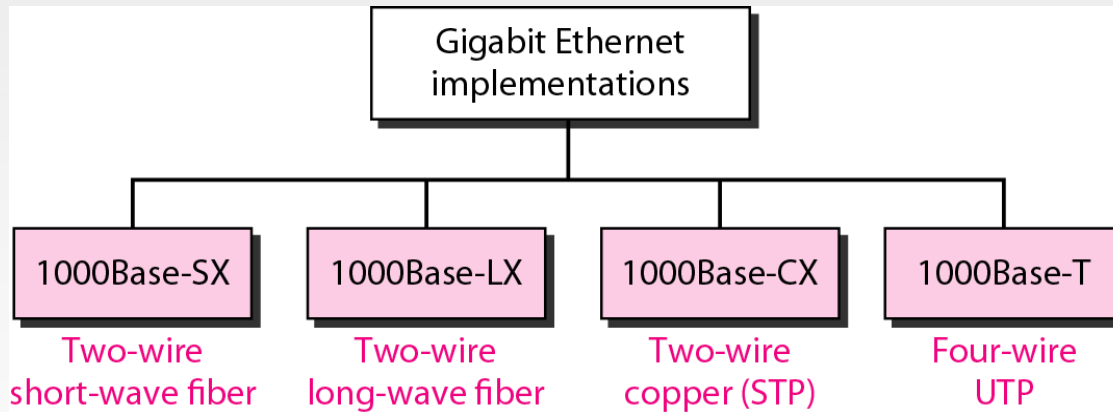 Gigabit Ethernet
implementations
1000Base-SX
1000Base-LX
1000Base-CX
1000Base-T
Two-wire
short-wave fiber
Two-wire
long-wave fiber
Two-wire
copper (STP)
Four-wire
UTP